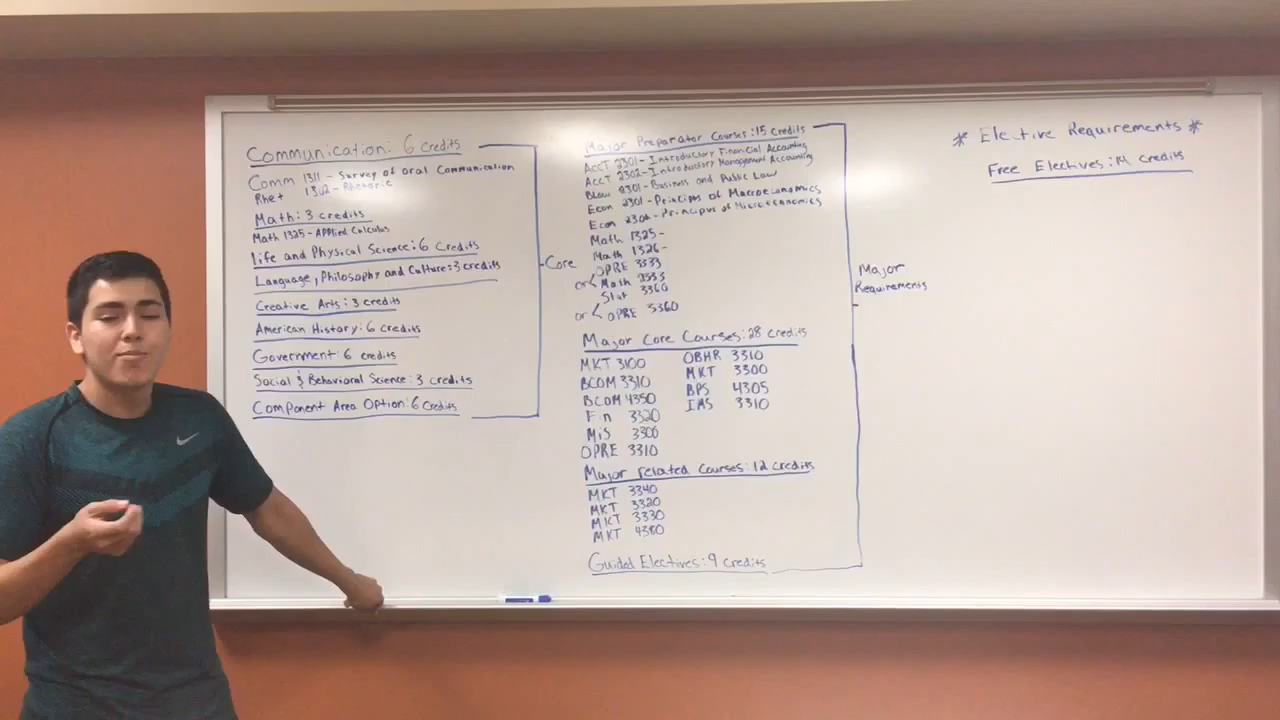 Communication: 6 credits
Comm 1311 - Survey of oral Communication
Rhet 1302 - Rhetoric
Math: 3 credits
Math 1325 - Applied Calculus
life and Physical Science: 6 Credits
Language, Philosophy and Culture: 3 credits
Creative Arts: 3 credits
American History: 6 Credits
Government: 6 credits
Social & Behavioral Science: 3 credits
Component Area Option: 6 Credits
Core
Major Preparator Courses: 15 credits
AccT 2301 - Introductory Financial Accounting
AccT 2302 - Introductory Management Accounting
Blaw 2301 - Business and Public Law
Econ 2301 - Principles of Macroeconomics
Econ 2302 - Principles of Microeconomics
Math 1325 -
Math 1326 -
OPRE 3333
or < Math 2333
Stat 3360
or < OPRE 3360
Major Core Courses: 28 credits
MKT 3100
BCOM 3310
BCOM 4350
Fin 3320
MiS 3300
OPRE 3310
OBHR 3310
MKT 3300
BPS 4305
IMS 3310
Major related Courses: 12 credits
MKT 3340
MKT 3320
MKT 3330
MKT 4380
Guided Electives: 9 credits
Major
Requirements
* Elective Requirements *
Free Electives: 14 credits